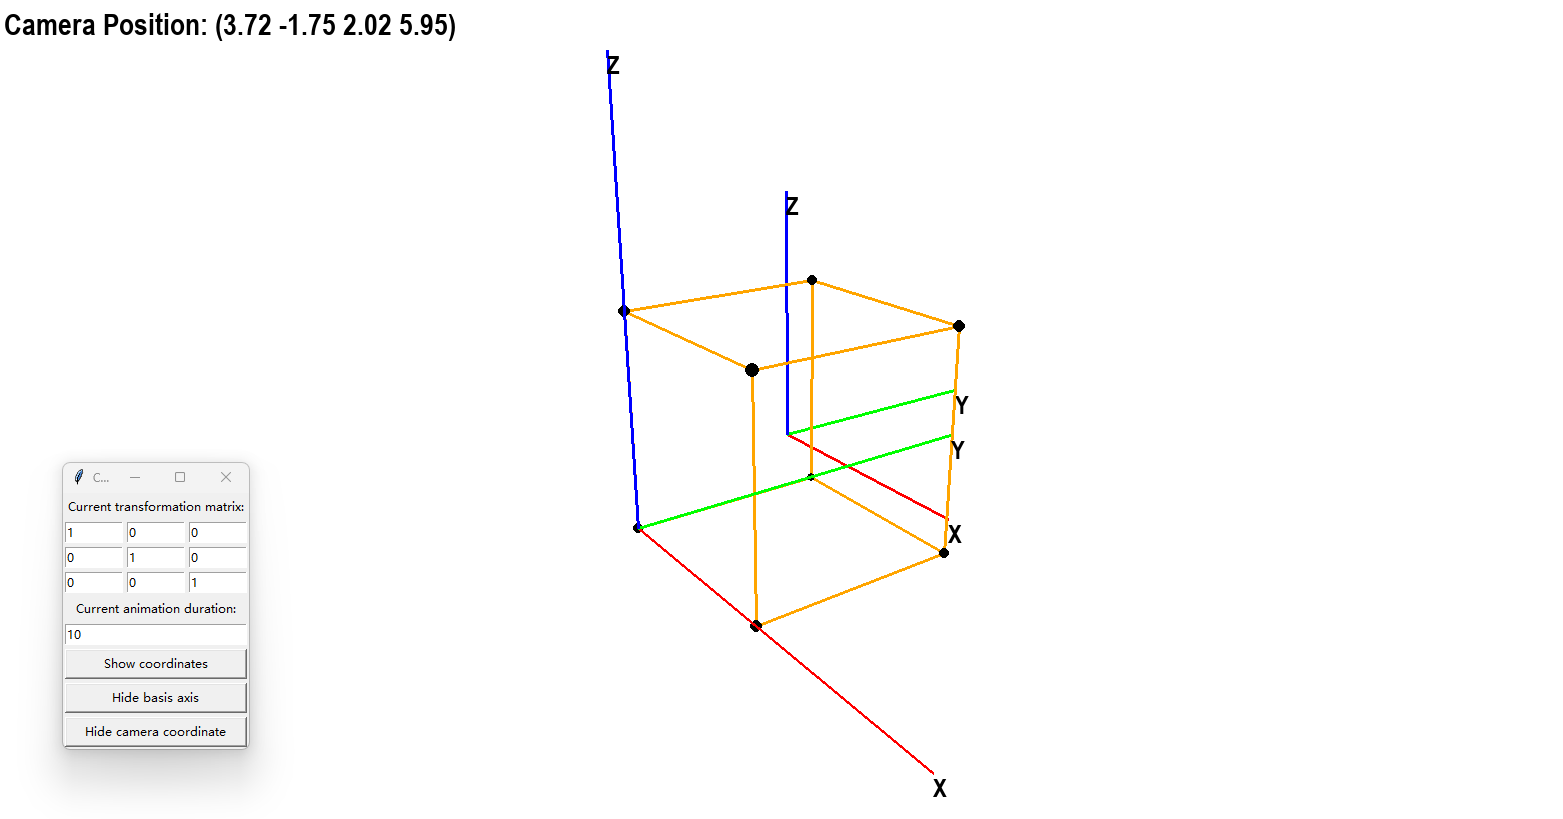 Camera Position: (3.72 -1.75 2.02 5.95)
Z
Z
Y
Y
X
X
C...
Current transformation matrix:
1 0 0
0 1 0
0 0 1
Current animation duration:
10
Show coordinates
Hide basis axis
Hide camera coordinate